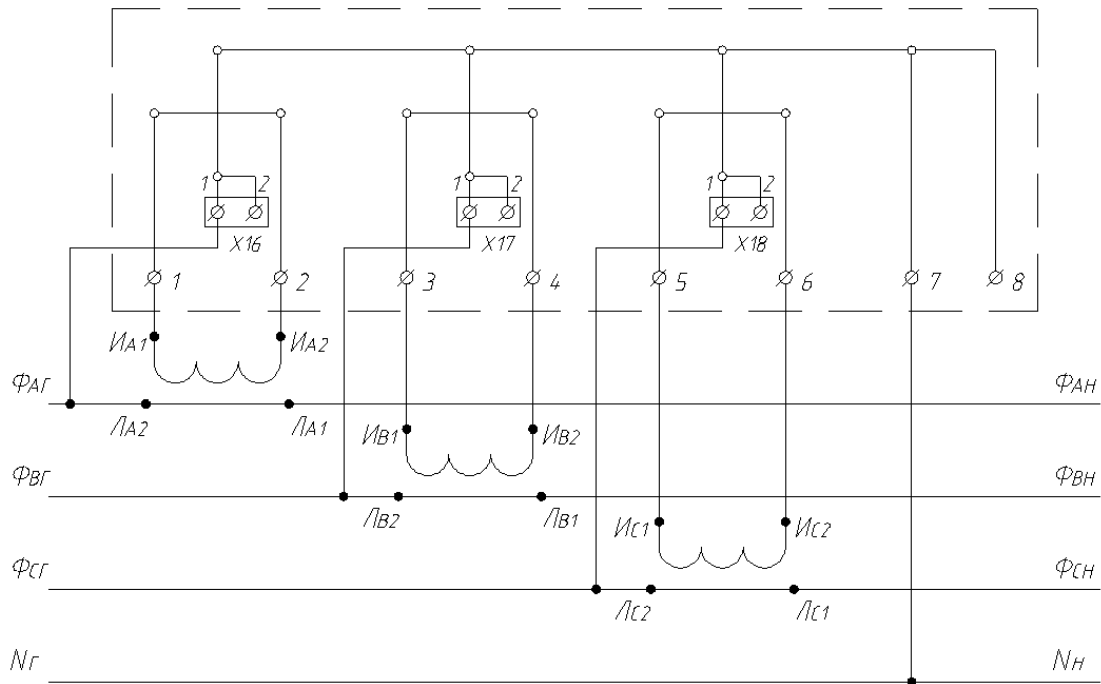 1 2
1 2
1 2
X16
X17
X18
1
2
3
4
5
6
7
8
ИА1
ИА2
ФАГ
ФАН
ЛА2
ЛА1
ИВ1
ИВ2
ФВГ
ФВН
ЛВ2
ЛВ1
ИС1
ИС2
ФСГ
ФСН
ЛС2
ЛС1
NГ
NН